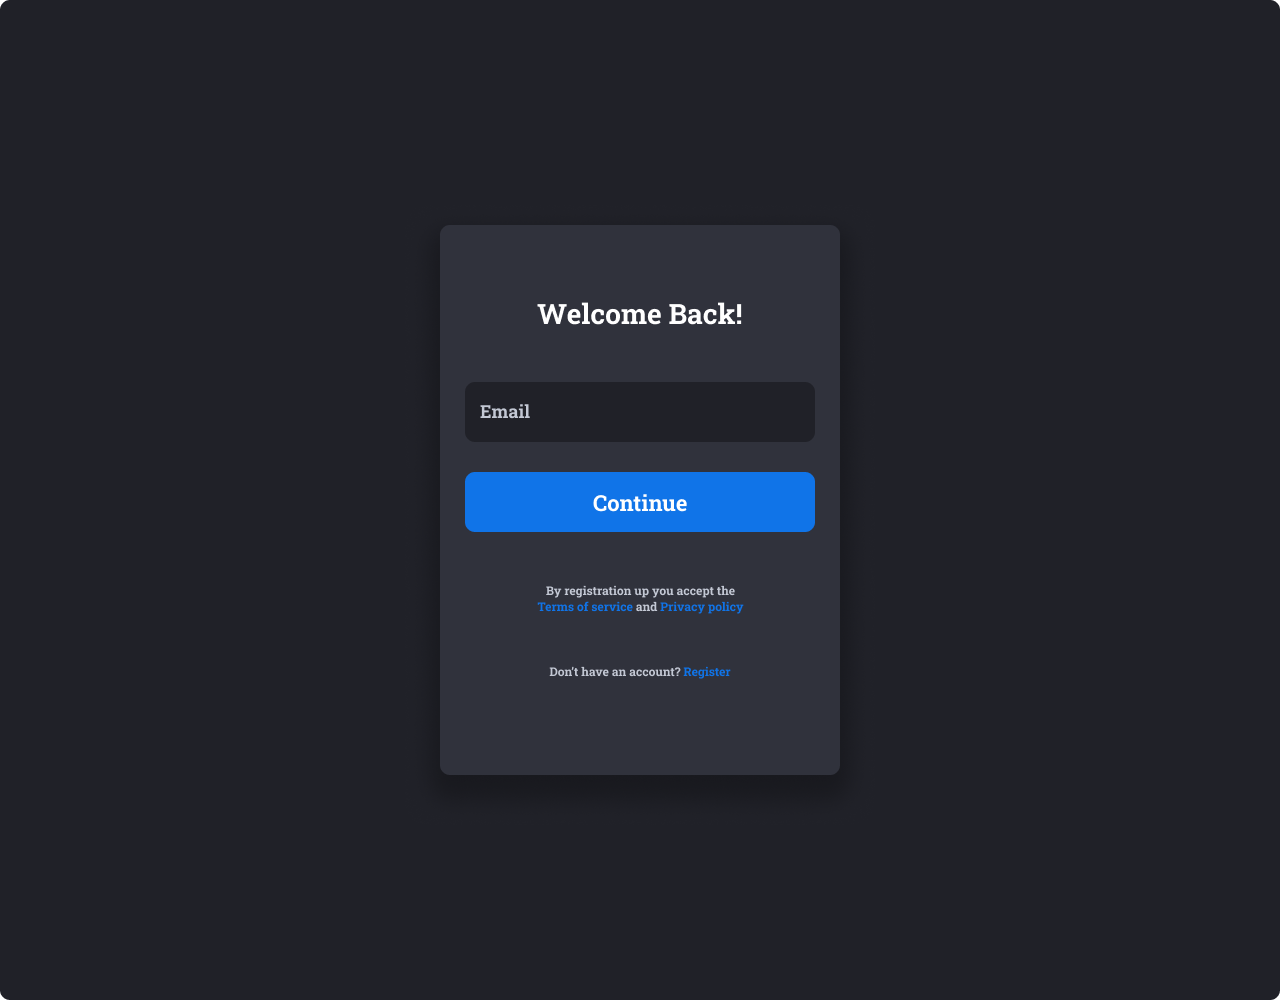 Welcome Back!
Email
Continue
By registration up you accept the
Terms of service and Privacy policy
Don't have an account? Register